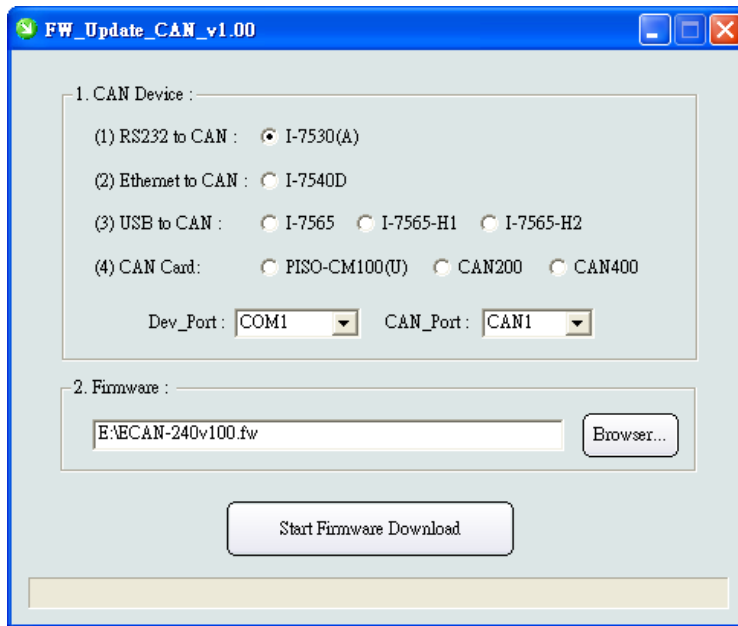 FW_Update_CAN_v1.00
1. CAN Device :
(1) RS232 to CAN : I-7530(A)
(2) Ethernet to CAN : I-7540D
(3) USB to CAN : I-7565 I-7565-H1 I-7565-H2
(4) CAN Card: PISO-CM100(U) CAN200 CAN400
Dev_Port : COM1 CAN_Port : CAN1
2. Firmware :
E:\ECAN-240v100.fw Browser...
Start Firmware Download